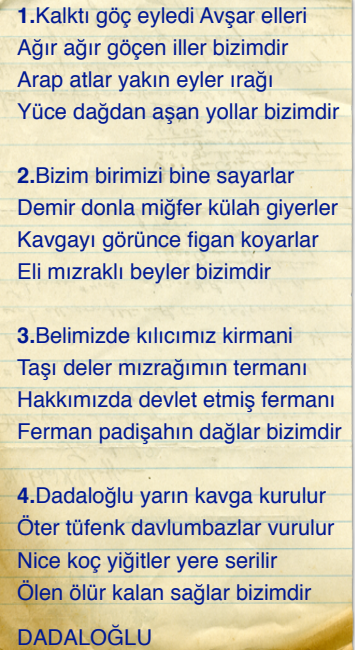 1.Kalktı göç eyledi Avşar elleri
Ağır ağır göçen iller bizimdir
Arap atlar yakın eyler ırağı
Yüce dağdan aşan yollar bizimdir
2.Bizim birimizi bine sayarlar
Demir donla miğfer külah giyerler
Kavgayı görünce figan koyarlar
Eli mızraklı beyler bizimdir
3.Belimizde kılıcımız kirmani
Taşı deler mızrağımın termanı
Hakkımızda devlet etmiş fermanı
Ferman padişahın dağlar bizimdir
4.Dadaloğlu yarın kavga kurulur
Öter tüfenk davlumbazlar vurulur
Nice koç yiğitler yere serilir
Ölen ölür kalan sağlar bizimdir
DADALOĞLU